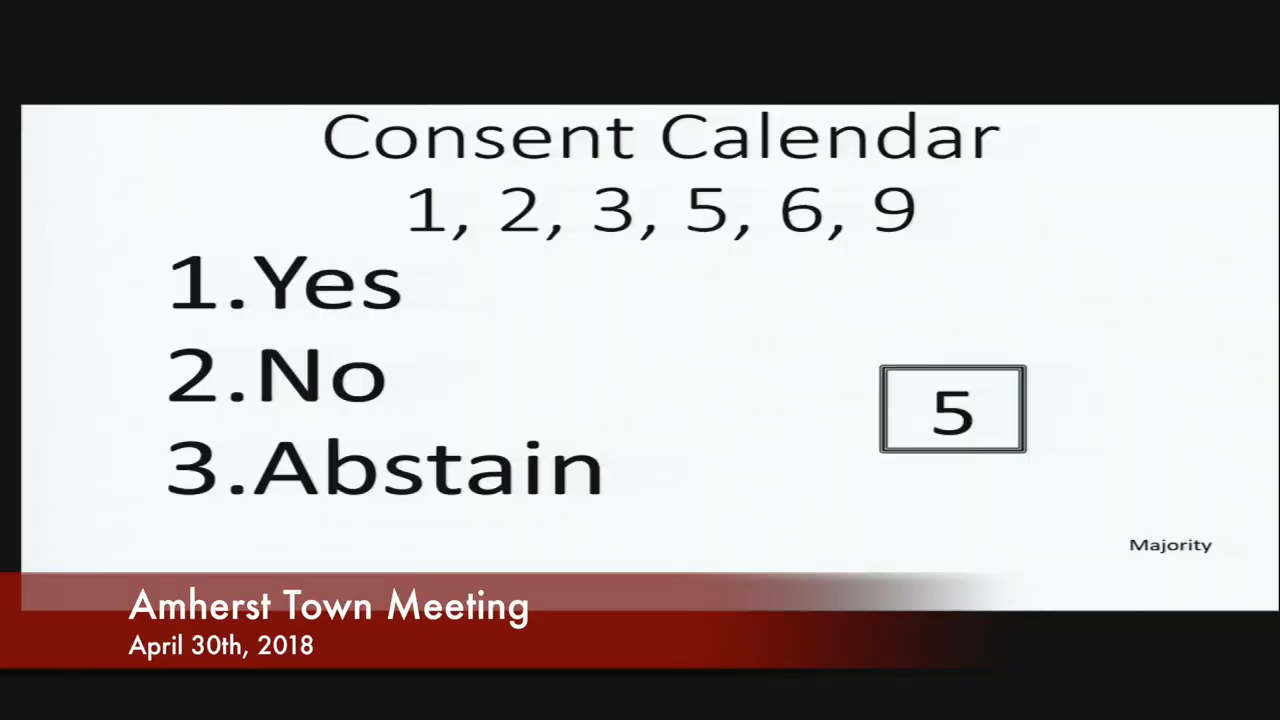 Consent Calendar
1, 2, 3, 5, 6, 9
1.Yes
2.No
3.Abstain
5
Majority
Amherst Town Meeting
April 30th, 2018